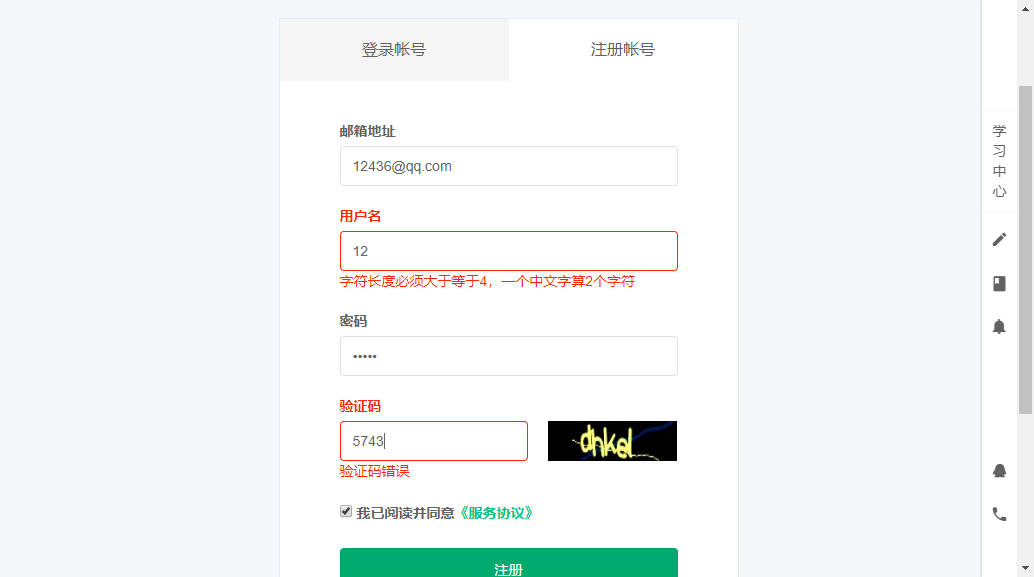 登录帐号
注册帐号
邮箱地址
12436@qq.com
用户名
12
字符长度必须大于等于4，一个中文字算2个字符
密码
•••••
验证码
5743
dhkel
验证码错误
我已阅读并同意《服务协议》
注册
学
习
中
心